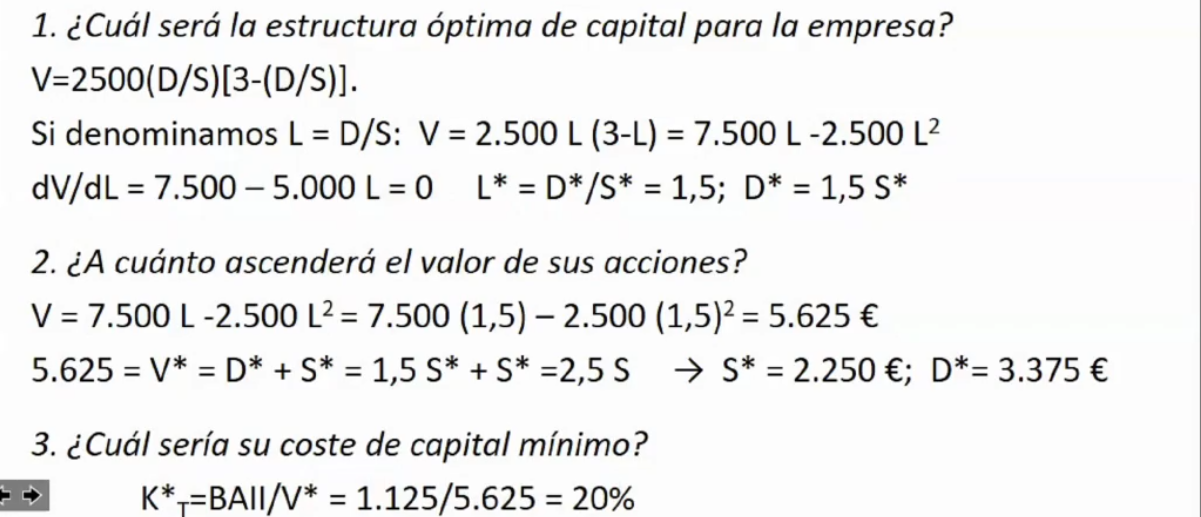 1. ¿Cuál será la estructura óptima de capital para la empresa?
V=2500(D/S)[3-(D/S)].
Si denominamos L = D/S: V = 2.500 L (3-L) = 7.500 L -2.500 L²
dV/dL = 7.500 – 5.000 L = 0 L* = D*/S* = 1,5; D* = 1,5 S*
2. ¿A cuánto ascenderá el valor de sus acciones?
V = 7.500 L -2.500 L² = 7.500 (1,5) – 2.500 (1,5)² = 5.625 €
5.625 = V* = D* + S* = 1,5 S* + S* =2,5 S → S* = 2.250 €; D*= 3.375 €
3. ¿Cuál sería su coste de capital mínimo?
K*T=BAII/V* = 1.125/5.625 = 20%